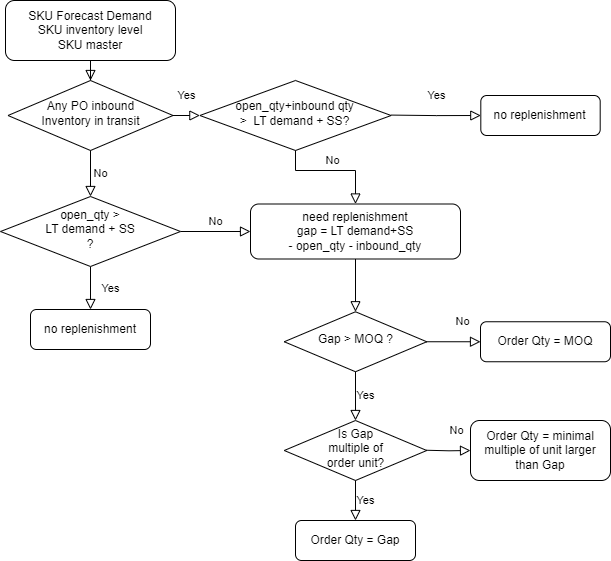 SKU Forecast Demand
SKU inventory level
SKU master
Any PO inbound
Inventory in transit
Yes
open_qty+inbound qty
> LT demand + SS?
Yes
no replenishment
No
No
open_qty >
LT demand + SS
?
No
need replenishment
gap = LT demand+SS
- open_qty - inbound_qty
Yes
no replenishment
Gap > MOQ ?
No
Order Qty = MOQ
Yes
Is Gap
multiple of
order unit?
No
Order Qty = minimal
multiple of unit larger
than Gap
Yes
Order Qty = Gap